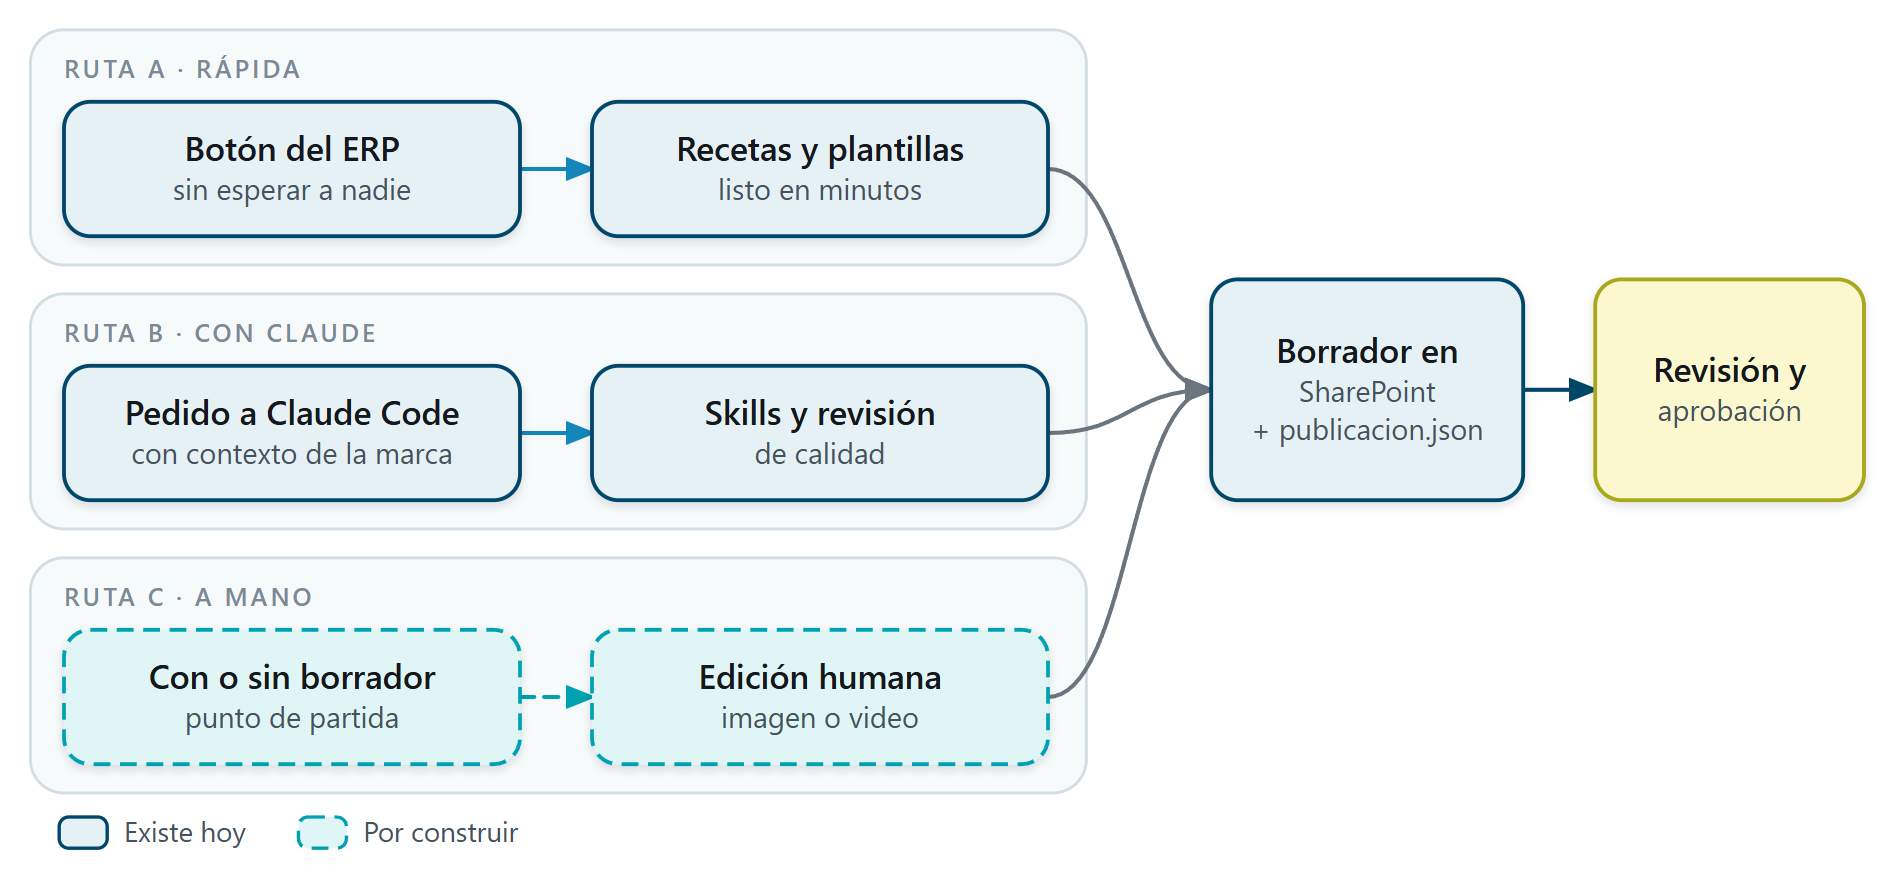 RUTA A · RÁPIDA
Botón del ERP
sin esperar a nadie
Recetas y plantillas
listo en minutos
RUTA B · CON CLAUDE
Pedido a Claude Code
con contexto de la marca
Skills y revisión
de calidad
RUTA C · A MANO
Con o sin borrador
punto de partida
Edición humana
imagen o video
Borrador en
SharePoint
+ publicacion.json
Revisión y
aprobación
Existe hoy
Por construir